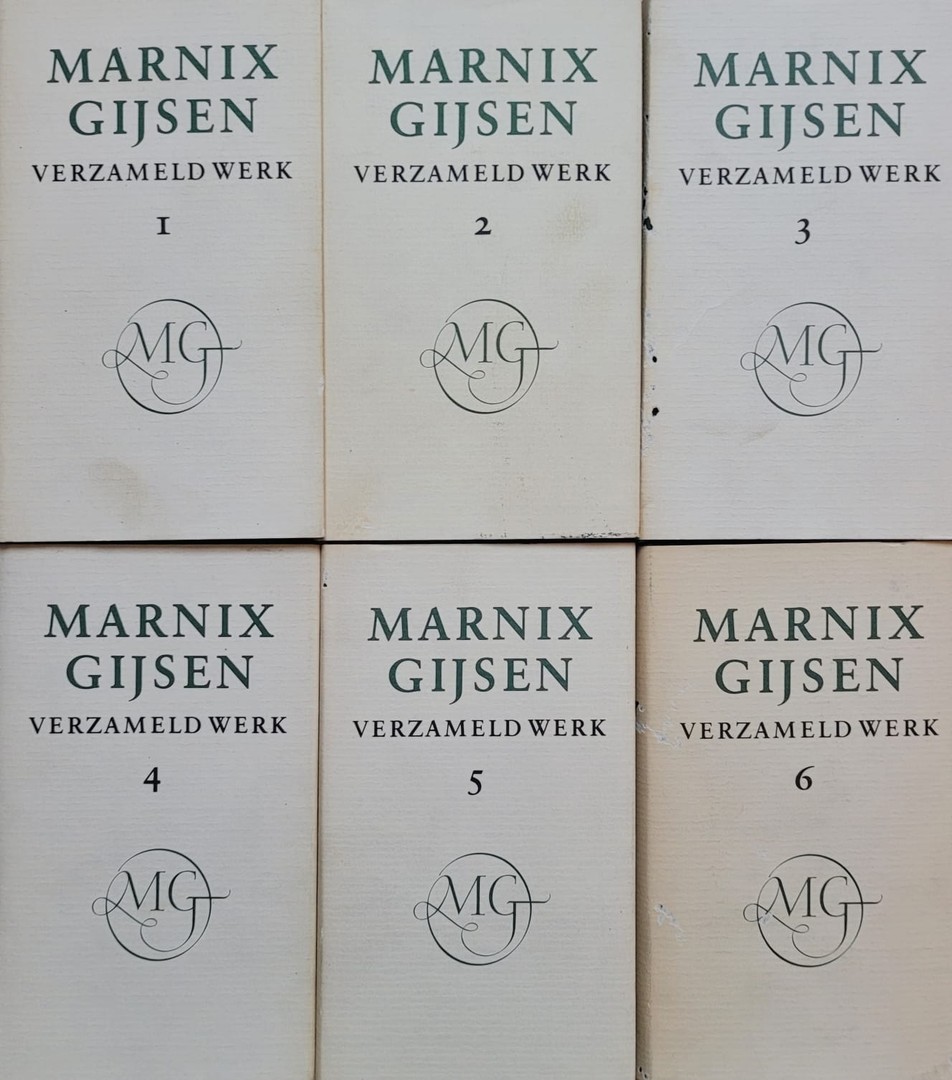 MARNIX
GIJSEN
VERZAMELD WERK
1
MG
MARNIX
GIJSEN
VERZAMELD WERK
2
MG
MARNIX
GIJSEN
VERZAMELD WERK
3
MG
MARNIX
GIJSEN
VERZAMELD WERK
4
MG
MARNIX
GIJSEN
VERZAMELD WERK
5
MG
MARNIX
GIJSEN
VERZAMELD WERK
6
MG